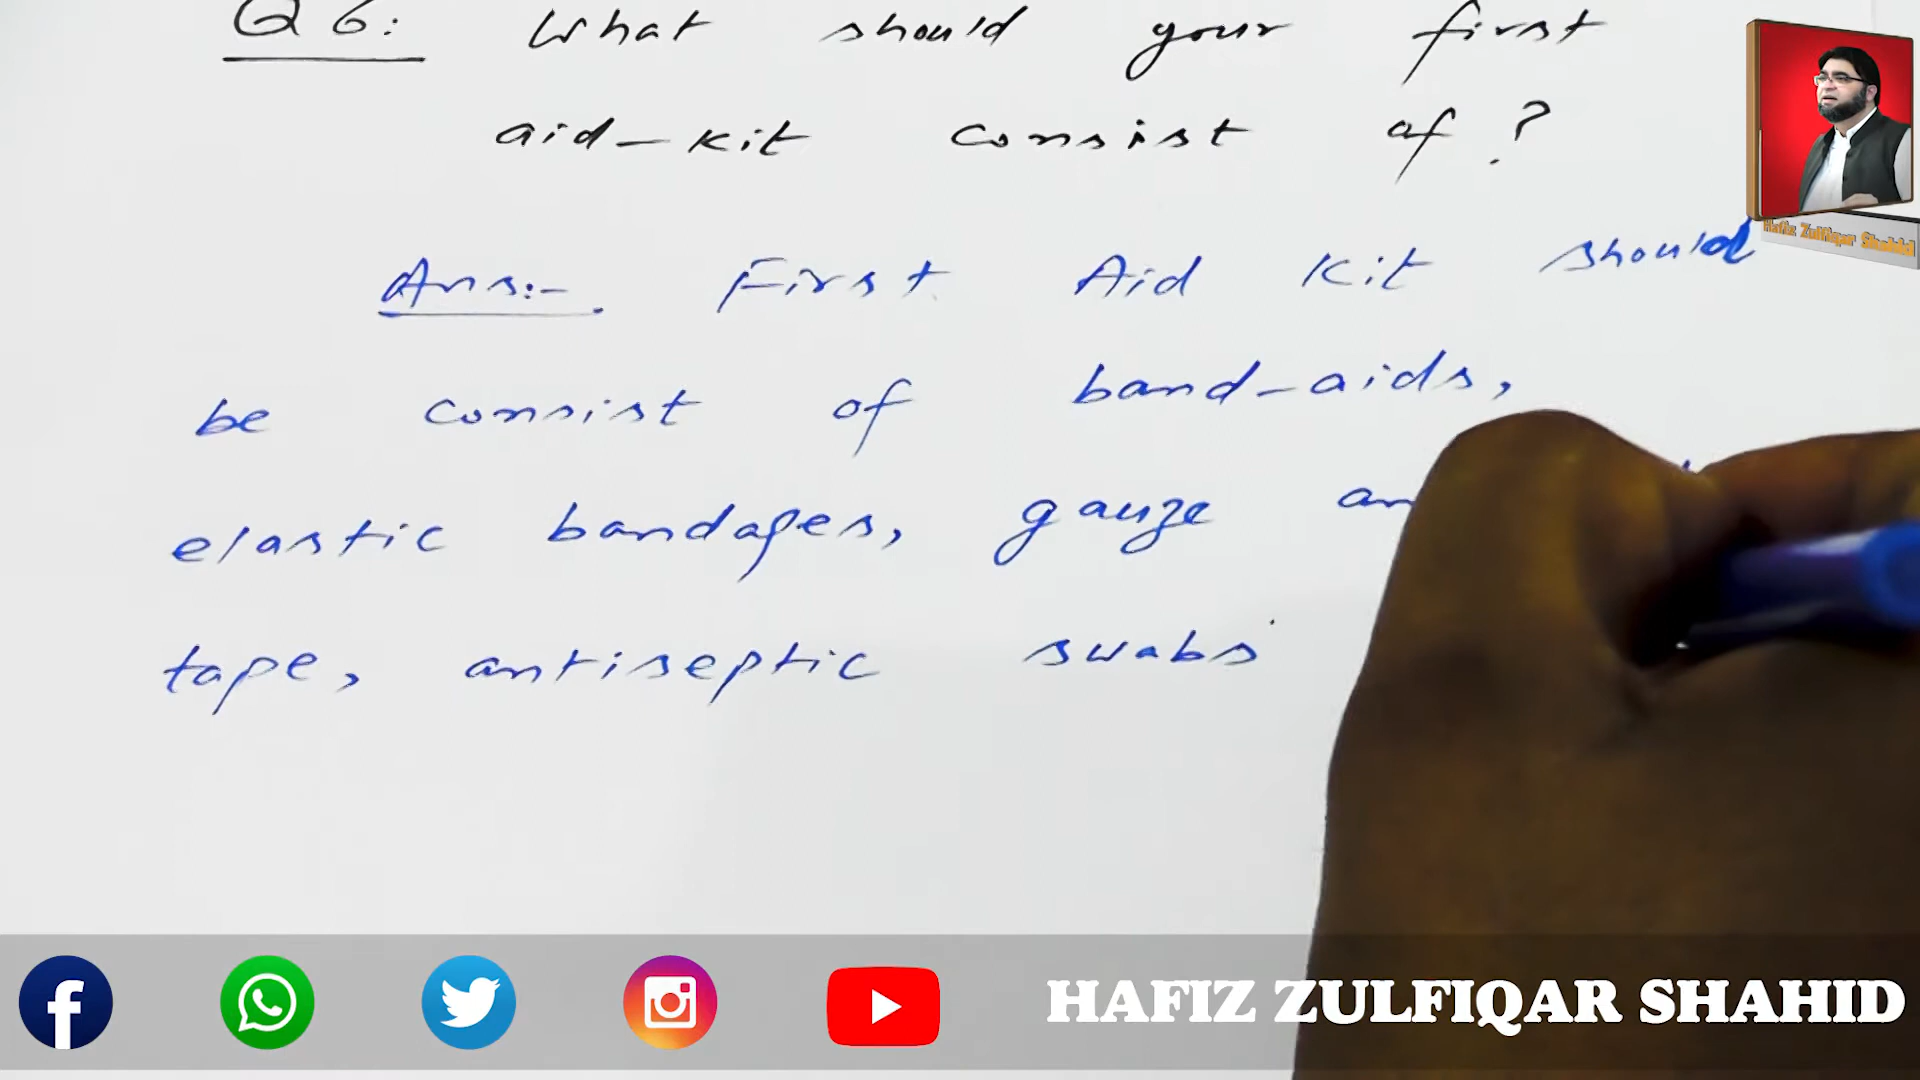 Q 6: What should your first
aid-kit consist of?
Ans:- First Aid Kit should
be consist of band-aids,
elastic bandages, gauze
tape, antiseptic swabs
Hafiz Zulfiqar Shahid
HAFIZ ZULFIQAR SHAHID